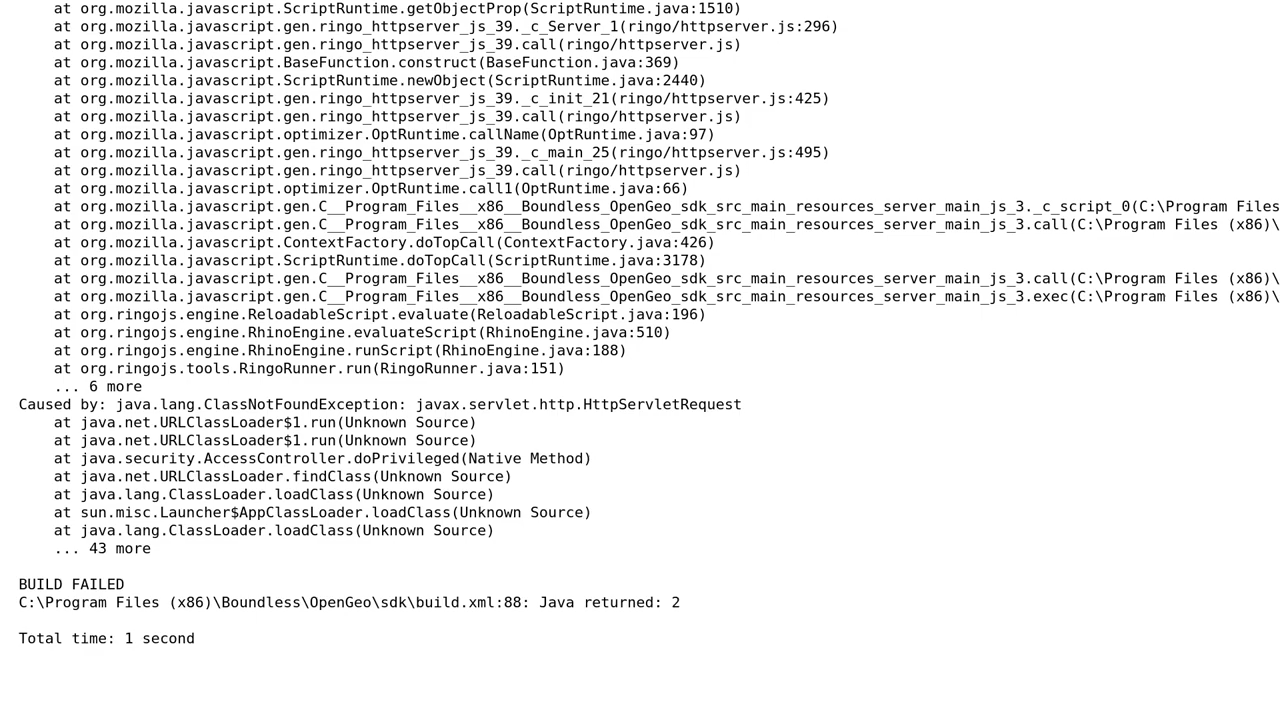 at org.mozilla.javascript.ScriptRuntime.getObjectProp(ScriptRuntime.java:1510)
at org.mozilla.javascript.gen.ringo_httpserver_js_39._c_Server_1(ringo/httpserver.js:296)
at org.mozilla.javascript.gen.ringo_httpserver_js_39.call(ringo/httpserver.js)
at org.mozilla.javascript.BaseFunction.construct(BaseFunction.java:369)
at org.mozilla.javascript.ScriptRuntime.newObject(ScriptRuntime.java:2440)
at org.mozilla.javascript.gen.ringo_httpserver_js_39._c_init_21(ringo/httpserver.js:425)
at org.mozilla.javascript.gen.ringo_httpserver_js_39.call(ringo/httpserver.js)
at org.mozilla.javascript.optimizer.OptRuntime.callName(OptRuntime.java:97)
at org.mozilla.javascript.gen.ringo_httpserver_js_39._c_main_25(ringo/httpserver.js:495)
at org.mozilla.javascript.gen.ringo_httpserver_js_39.call(ringo/httpserver.js)
at org.mozilla.javascript.optimizer.OptRuntime.call1(OptRuntime.java:66)
at org.mozilla.javascript.gen.C__Program_Files__x86__Boundless_OpenGeo_sdk_src_main_resources_server_main_js_3._c_script_0(C:\Program Files
at org.mozilla.javascript.gen.C__Program_Files__x86__Boundless_OpenGeo_sdk_src_main_resources_server_main_js_3.call(C:\Program Files (x86)\
at org.mozilla.javascript.ContextFactory.doTopCall(ContextFactory.java:426)
at org.mozilla.javascript.ScriptRuntime.doTopCall(ScriptRuntime.java:3178)
at org.mozilla.javascript.gen.C__Program_Files__x86__Boundless_OpenGeo_sdk_src_main_resources_server_main_js_3.call(C:\Program Files (x86)\
at org.mozilla.javascript.gen.C__Program_Files__x86__Boundless_OpenGeo_sdk_src_main_resources_server_main_js_3.exec(C:\Program Files (x86)\
at org.ringojs.engine.ReloadableScript.evaluate(ReloadableScript.java:196)
at org.ringojs.engine.RhinoEngine.evaluateScript(RhinoEngine.java:510)
at org.ringojs.engine.RhinoEngine.runScript(RhinoEngine.java:188)
at org.ringojs.tools.RingoRunner.run(RingoRunner.java:151)
... 6 more
Caused by: java.lang.ClassNotFoundException: javax.servlet.http.HttpServletRequest
at java.net.URLClassLoader$1.run(Unknown Source)
at java.net.URLClassLoader$1.run(Unknown Source)
at java.security.AccessController.doPrivileged(Native Method)
at java.net.URLClassLoader.findClass(Unknown Source)
at java.lang.ClassLoader.loadClass(Unknown Source)
at sun.misc.Launcher$AppClassLoader.loadClass(Unknown Source)
at java.lang.ClassLoader.loadClass(Unknown Source)
... 43 more
BUILD FAILED
C:\Program Files (x86)\Boundless\OpenGeo\sdk\build.xml:88: Java returned: 2
Total time: 1 second